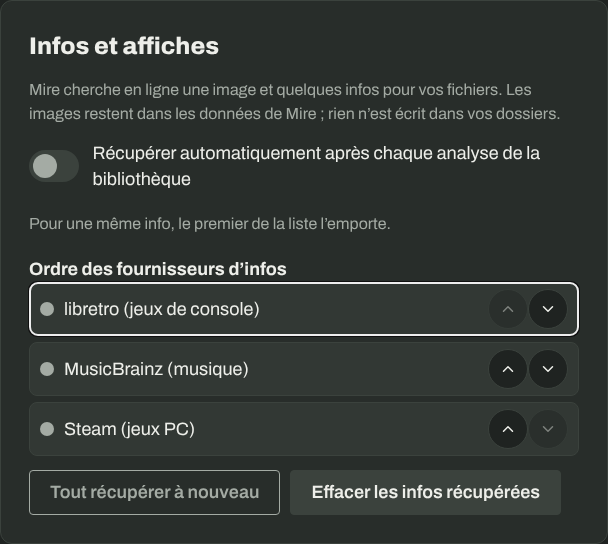 Infos et affiches
Mire cherche en ligne une image et quelques infos pour vos fichiers. Les
images restent dans les données de Mire ; rien n’est écrit dans vos dossiers.
Récupérer automatiquement après chaque analyse de la
bibliothèque
Pour une même info, le premier de la liste l’emporte.
Ordre des fournisseurs d’infos
libretro (jeux de console)
MusicBrainz (musique)
Steam (jeux PC)
Tout récupérer à nouveau
Effacer les infos récupérées